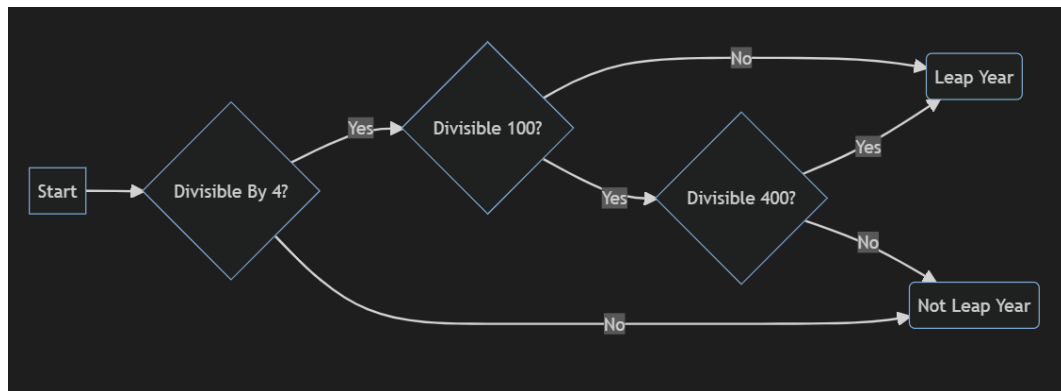 Start
Divisible By 4?
Yes
Divisible 100?
No
Yes
Divisible 400?
Yes
No
Leap Year
Not Leap Year
No